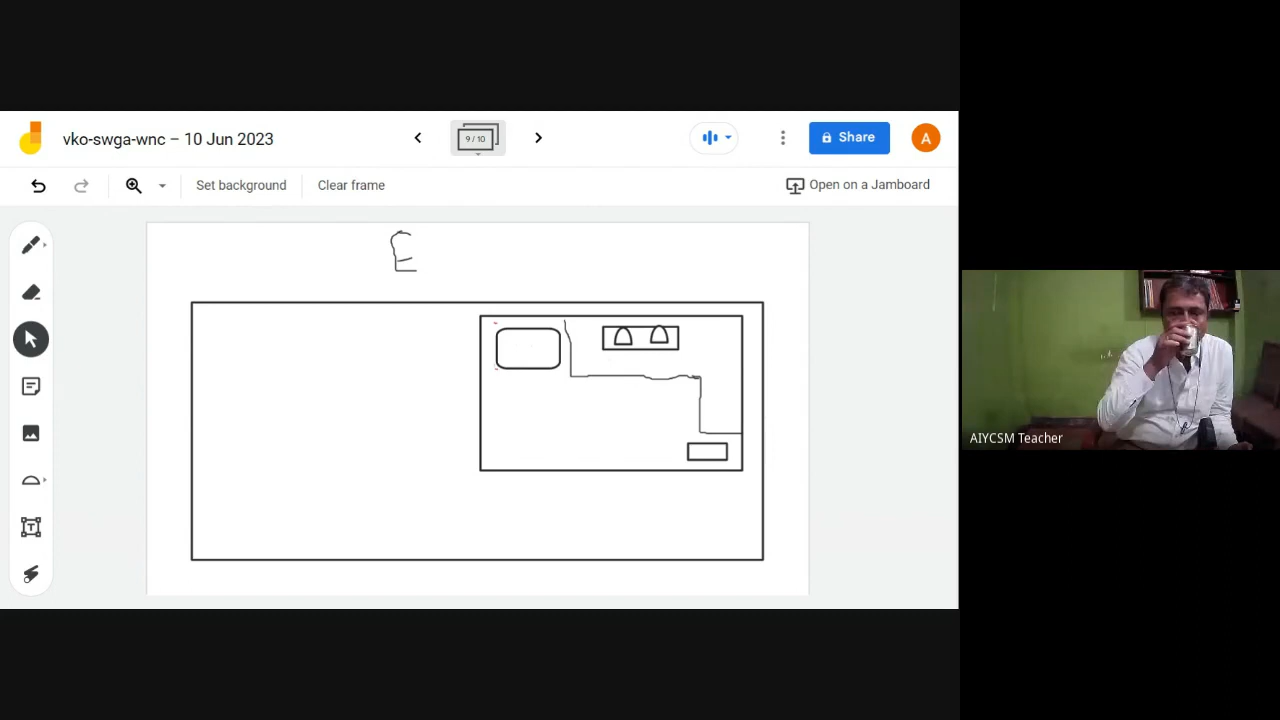 vko-swga-wnc – 10 Jun 2023
9 / 10
Share
A
Set background
Clear frame
Open on a Jamboard
E
T
AIYCSM Teacher